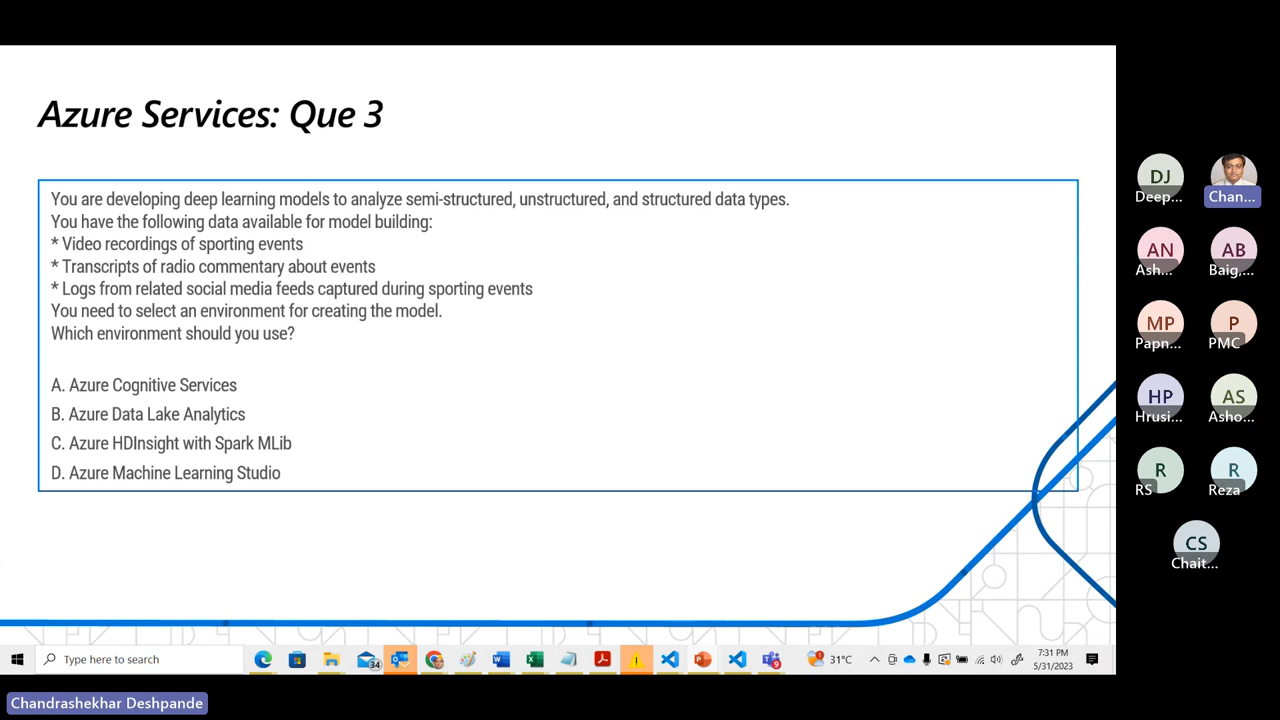 Azure Services: Que 3
You are developing deep learning models to analyze semi-structured, unstructured, and structured data types.
You have the following data available for model building:
* Video recordings of sporting events
* Transcripts of radio commentary about events
* Logs from related social media feeds captured during sporting events
You need to select an environment for creating the model.
Which environment should you use?
A. Azure Cognitive Services
B. Azure Data Lake Analytics
C. Azure HDInsight with Spark MLib
D. Azure Machine Learning Studio
DJ
Deep...
Chan...
AN
Ash...
AB
Baig,...
MP
Papn...
P
PMC
HP
Hrusi...
AS
Asho...
R
RS
R
Reza
CS
Chait...
Type here to search
34
9
31°C
7:31 PM
5/31/2023
Chandrashekhar Deshpande